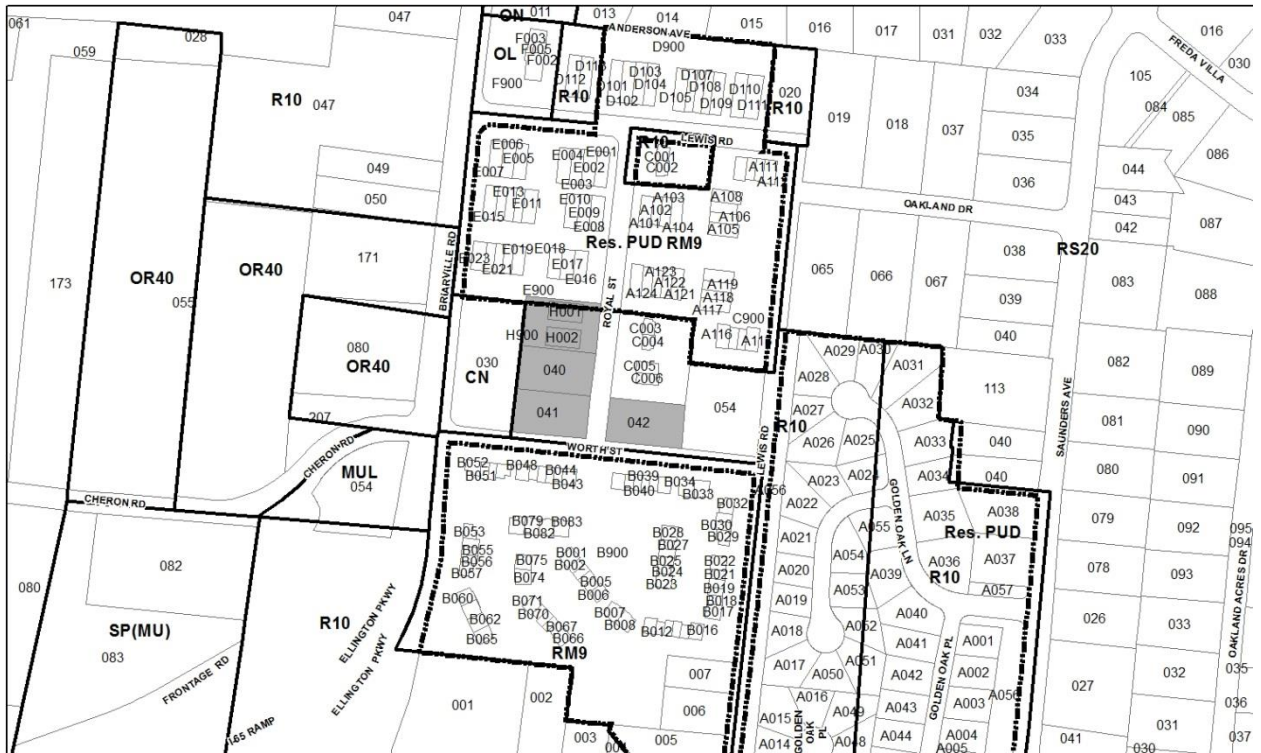 061
047
028
059
ON
011
013
014
015
016
017
031
032
033
016
030
FREDA VILLA
ANDERSON AVE
D900
OL
F003
F005
F002
F900
D113
D112
R10
D101
D102
D103
D104
D105
D107
D108
D109
D110
D111
020
R10
019
018
037
034
035
036
105
084
085
086
044
043
042
087
R10
047
049
050
LEWIS RD
R10
C001
C002
E006
E005
E007
E004
E001
E002
E003
E013
E011
E015
E010
E009
E008
A111
A103
A102
A101
A104
A108
A106
A105
OAKLAND DR
RS20
Res. PUD RM9
BRIARVILLE RD
ROYAL ST
E023
E019
E021
E018
E017
E016
E900
A123
A122
A124
A121
A119
A118
A117
C900
A116
173
OR40
055
OR40
171
080
OR40
207
065
066
067
038
039
040
083
088
H001
H900
H002
030
CN
040
041
C003
C004
C005
C006
042
054
R10
LEWIS RD
WORTH ST
A029
A030
A031
A028
A032
A027
A026
A025
A033
A023
A024
A034
A022
A056
113
040
040
SAUNDERS AVE
082
089
081
090
080
091
CHERON RD
CHERON RD
MUL
054
B052
B051
B048
B044
B043
B039
B040
B034
B033
B032
B053
B079
B083
B082
B028
B027
B030
B029
B055
B056
B057
B075
B074
B001
B002
B900
B025
B024
B023
B022
B021
B019
B018
B017
B005
B006
B060
B062
B065
B071
B070
B067
B066
B007
B008
B012
B016
RM9
GOLDEN OAK LN
A035
A038
Res. PUD
A055
A021
A054
A036
A037
R10
A020
A039
A057
A019
A053
A040
A018
A052
A041
A001
A017
A051
A050
A042
A002
A016
A056
A015
A049
A043
A003
A014
A048
A044
A004
A005
GOLDEN OAK PL
GOLDEN OAK PL
079
092
095
094
078
093
026
033
OAKLAND ACRES DR
027
032
035
036
031
037
041
030
080
082
SP(MU)
083
R10
FRONTAGE RD
ELLINGTON PKWY
ELLINGTON PKWY
I-65 RAMP
001
002
003
007
006
005